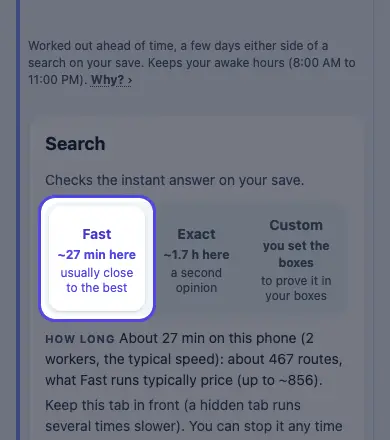 Worked out ahead of time, a few days either side of a
search on your save. Keeps your awake hours (8:00 AM to
11:00 PM). Why? ›
Search
Checks the instant answer on your save.
Fast
~27 min here
usually close
to the best
Exact
~1.7 h here
a second
opinion
Custom
you set the
boxes
to prove it in
your boxes
HOW LONG About 27 min on this phone (2
workers, the typical speed): about 467 routes,
what Fast runs typically price (up to ~856).
Keep this tab in front (a hidden tab runs
several times slower). You can stop it any time